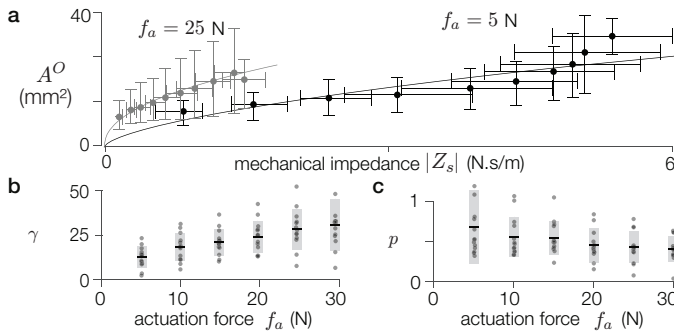 a
40
f_a = 25 N
f_a = 5 N
A^O
(mm²)
0
0
mechanical impedance |Z_s| (N.s/m)
6
b
50
γ
25
0
0
10
20
30
actuation force f_a (N)
c
1
p
0
0
10
20
30
actuation force f_a (N)